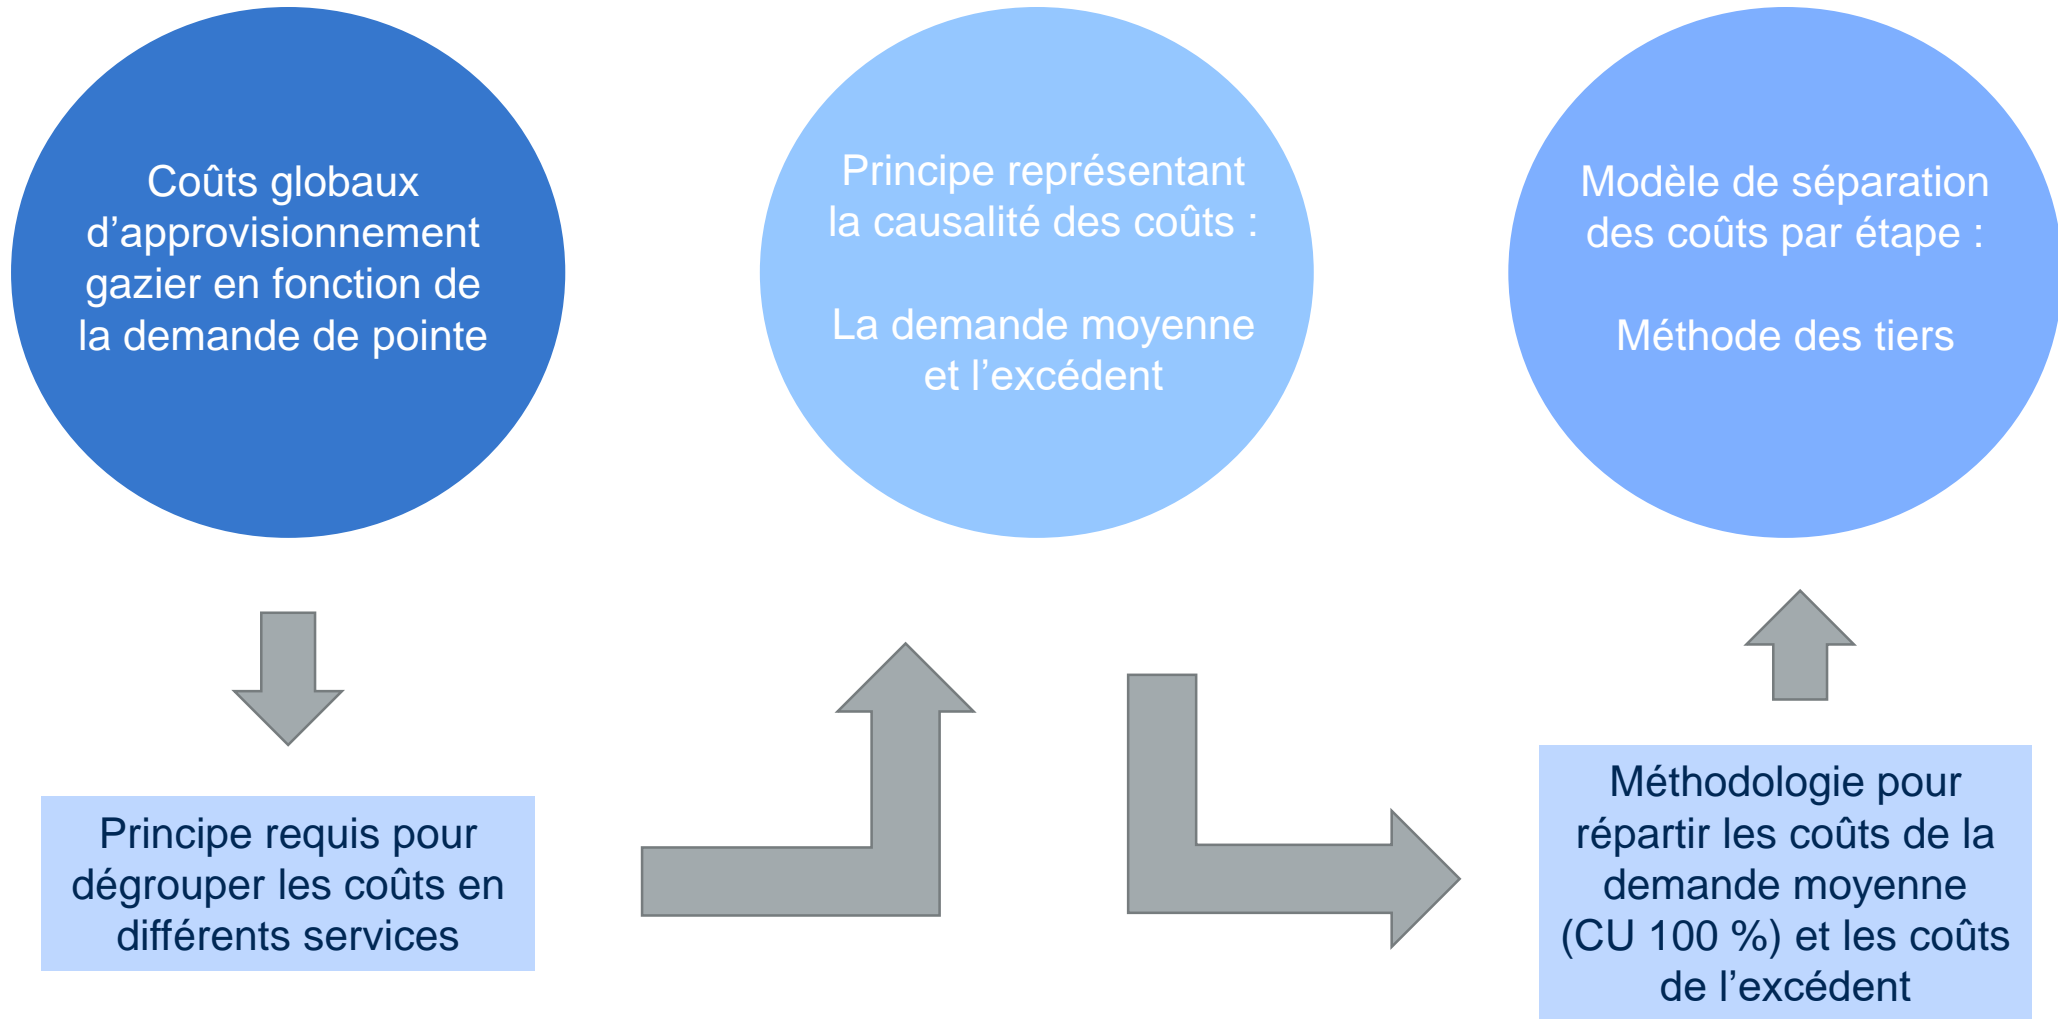 Coûts globaux
d’approvisionnement
gazier en fonction de
la demande de pointe
Principe requis pour
dégrouper les coûts en
différents services
Principe représentant
la causalité des coûts :
La demande moyenne
et l’excédent
Méthodologie pour
répartir les coûts de la
demande moyenne
(CU 100 %) et les coûts
de l’excédent
Modèle de séparation
des coûts par étape :
Méthode des tiers